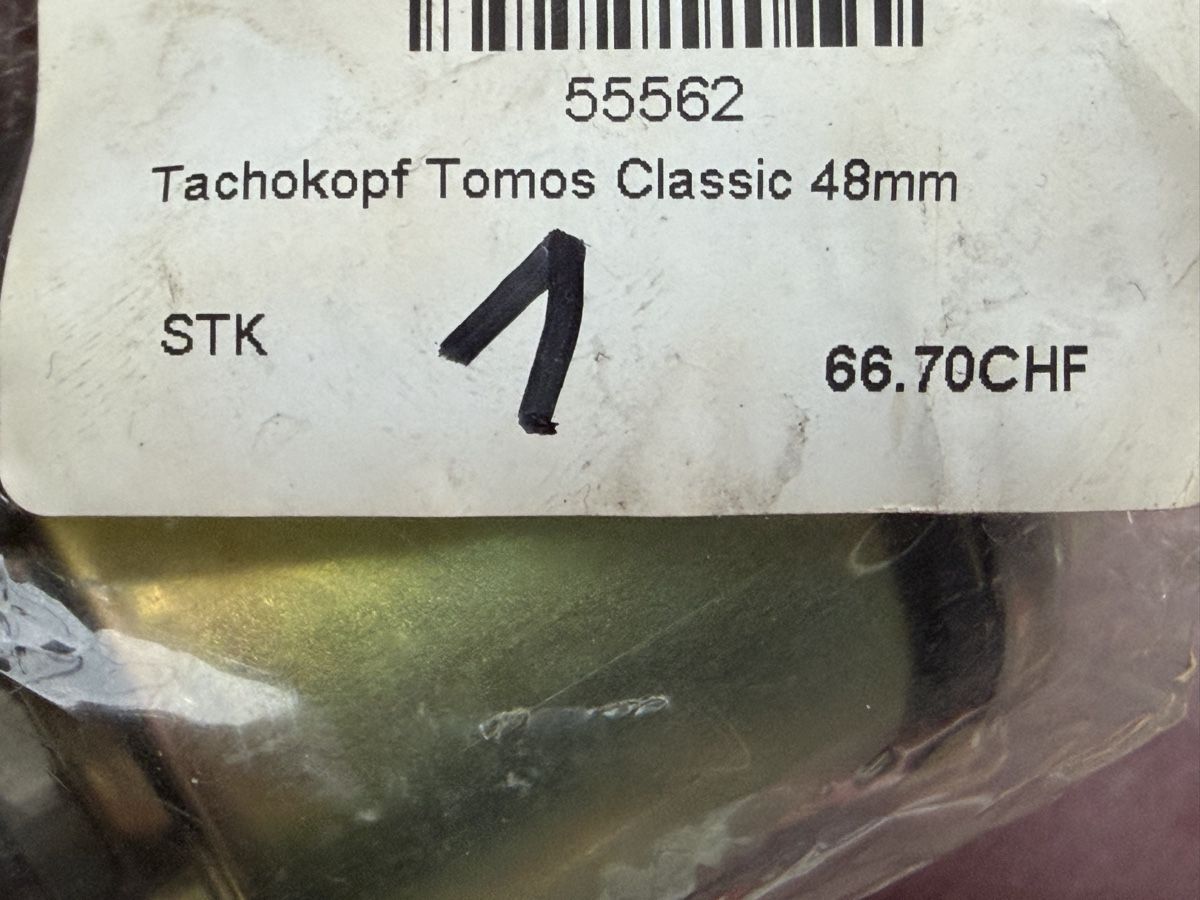 55562
Tachokopf Tomos Classic 48mm
1
STK
66.70CHF